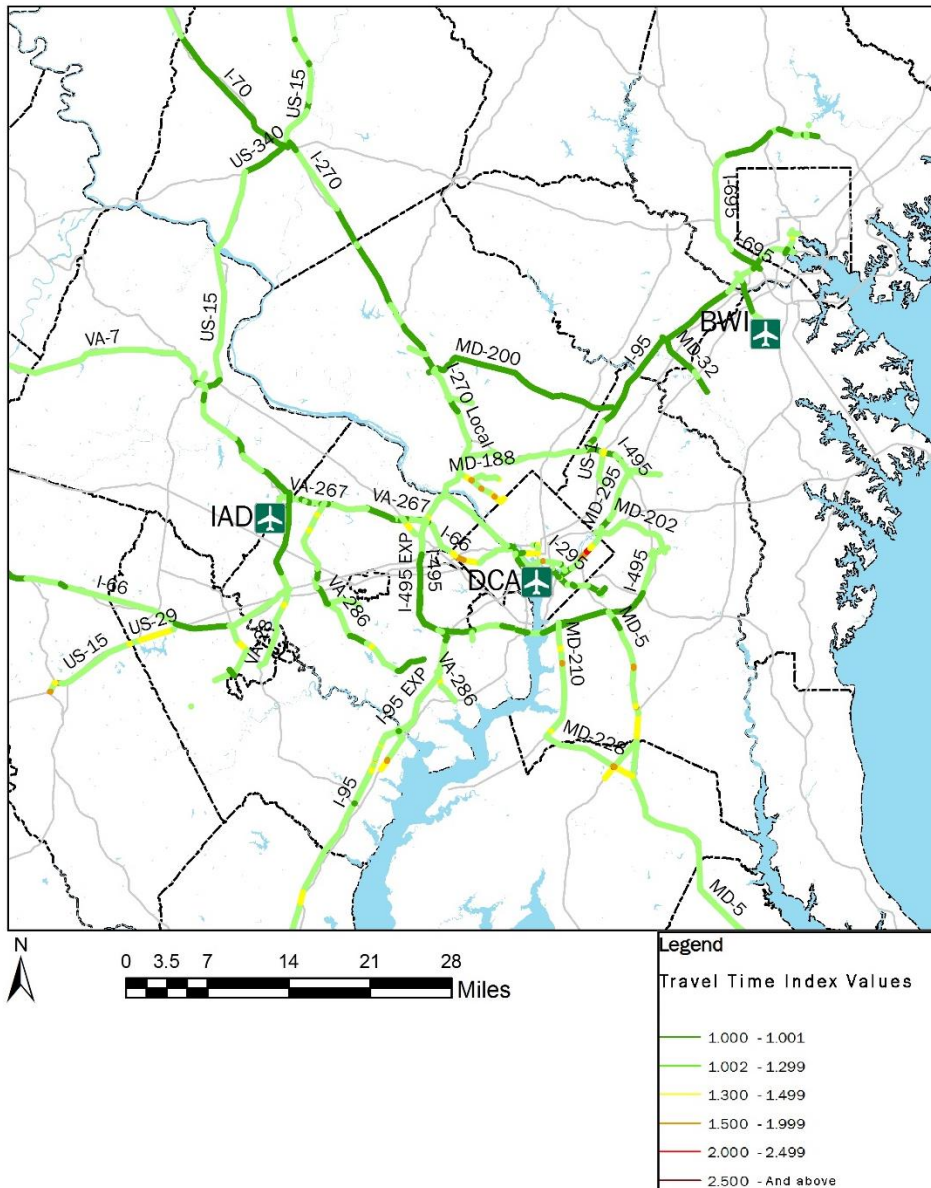 I-70
US-15
US-340
I-270
I-695
I-695
US-15
BWI
VA-7
I-95
MD-32
MD-200
I-270 Local
MD-188
US-1
I-495
MD-295
VA-267
VA-267
MD-202
IAD
I-66
I-295
I-495 EXP
I-495
DCA
I-495
I-66
VA-286
US-29
US-15
MD-5
MD-210
I-95 EXP
VA-286
MD-228
I-95
MD-5
N
0 3.5 7 14 21 28
Miles
Legend
Travel Time Index Values
1.000 - 1.001
1.002 - 1.299
1.300 - 1.499
1.500 - 1.999
2.000 - 2.499
2.500 - And above